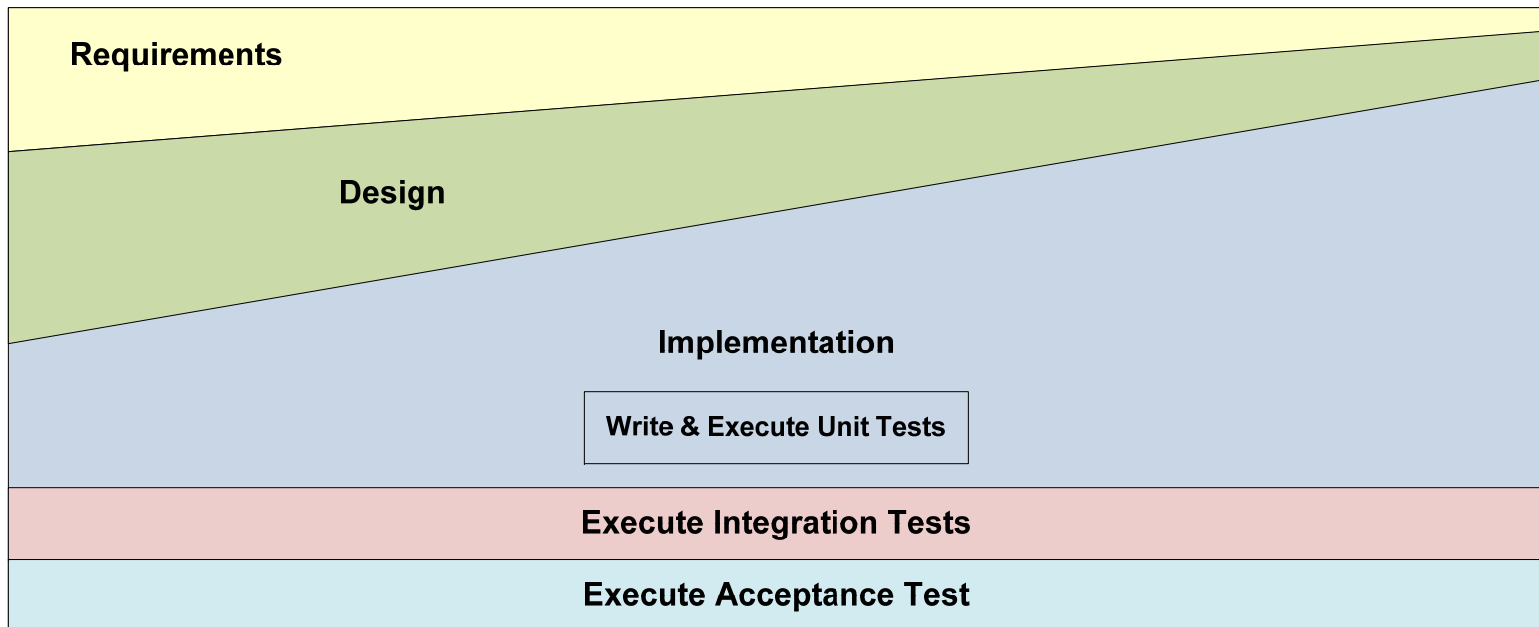 Requirements
Design
Implementation
Write & Execute Unit Tests
Execute Integration Tests
Execute Acceptance Test